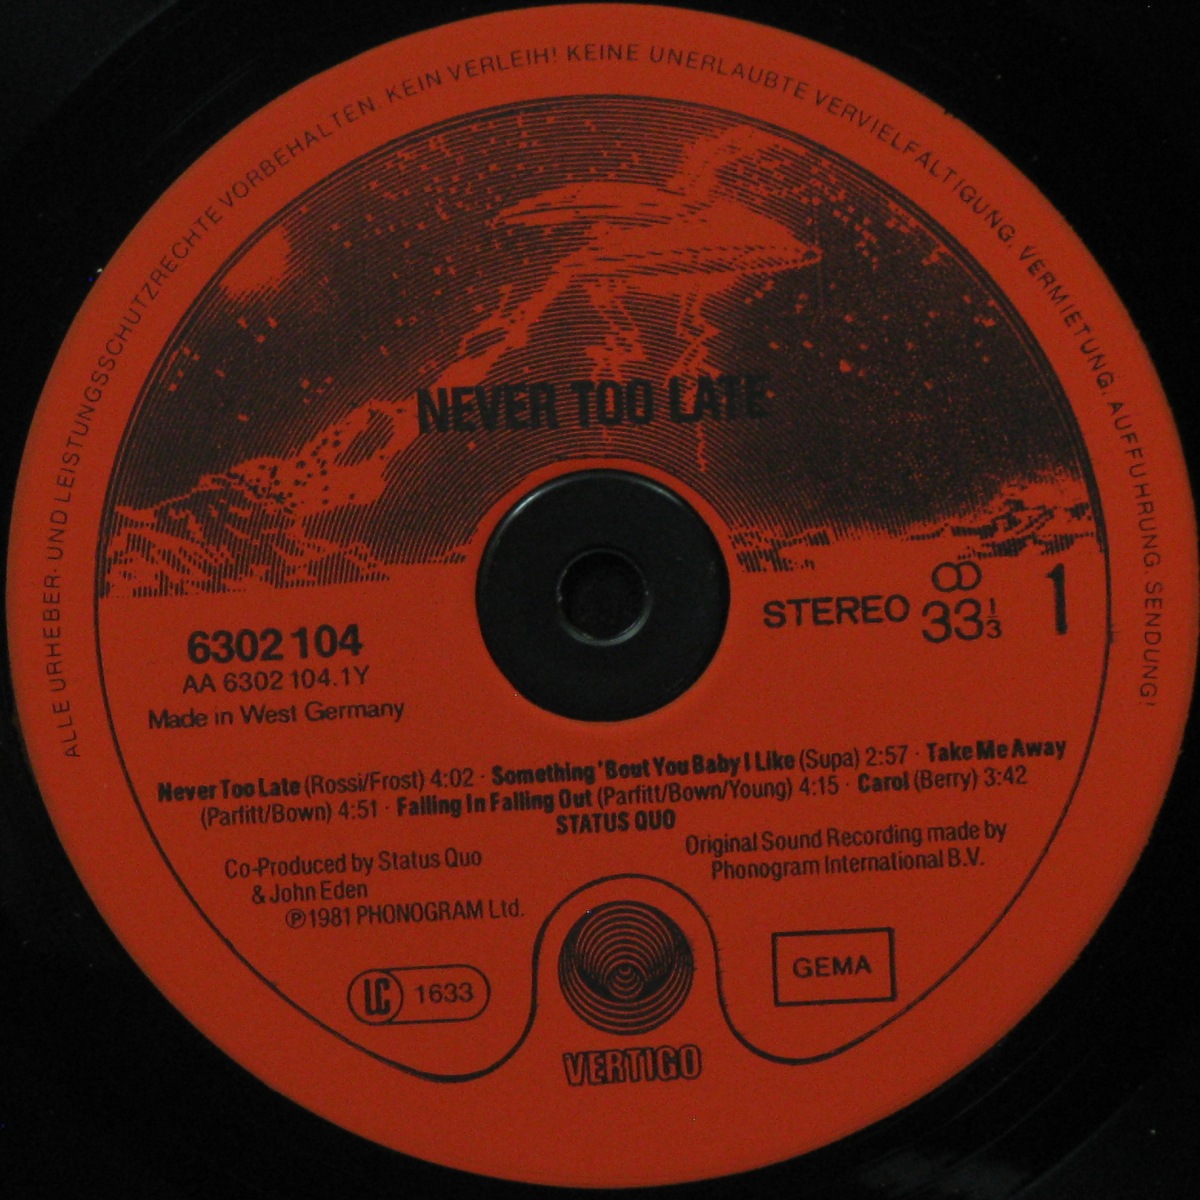 ALLE URHEBER- UND LEISTUNGSSCHUTZRECHTE VORBEHALTEN. KEIN VERLEIH! KEINE UNERLAUBTE VERVIELFÄLTIGUNG, VERMIETUNG, AUFFÜHRUNG, SENDUNG!
NEVER TOO LATE
6302 104
AA 6302 104.1Y
Made in West Germany
STEREO 33 1/3
1
Never Too Late (Rossi/Frost) 4:02 · Something 'Bout You Baby I Like (Supa) 2:57 · Take Me Away
(Parfitt/Bown) 4:51 · Falling In Falling Out (Parfitt/Bown/Young) 4:15 · Carol (Berry) 3:42
STATUS QUO
Co-Produced by Status Quo
& John Eden
℗1981 PHONOGRAM Ltd.
Original Sound Recording made by
Phonogram International B.V.
LC 1633
GEMA
VERTIGO